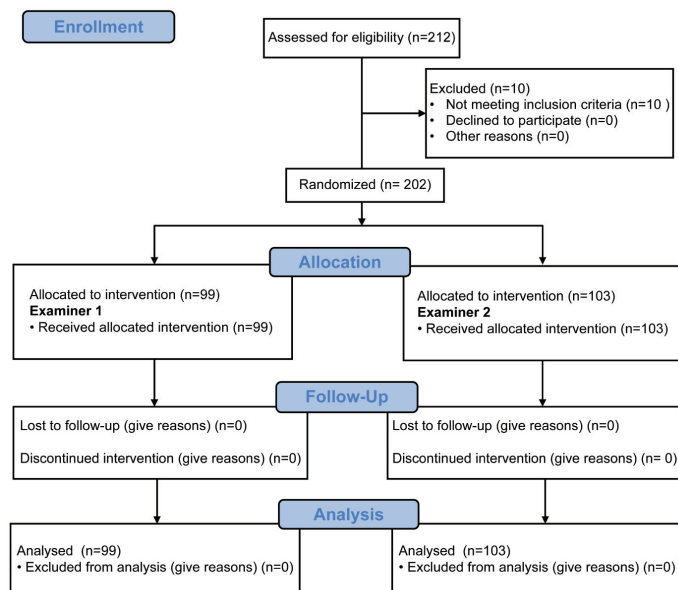 Enrollment
Assessed for eligibility (n=212)
Excluded (n=10)
• Not meeting inclusion criteria (n=10 )
• Declined to participate (n=0)
• Other reasons (n=0)
Randomized (n= 202)
Allocation
Allocated to intervention (n=99)
Examiner 1
• Received allocated intervention (n=99)
Allocated to intervention (n=103)
Examiner 2
• Received allocated intervention (n=103)
Follow-Up
Lost to follow-up (give reasons) (n=0)
Discontinued intervention (give reasons) (n=0)
Lost to follow-up (give reasons) (n=0)
Discontinued intervention (give reasons) (n= 0)
Analysis
Analysed (n=99)
• Excluded from analysis (give reasons) (n=0)
Analysed (n=103)
• Excluded from analysis (give reasons) (n=0)